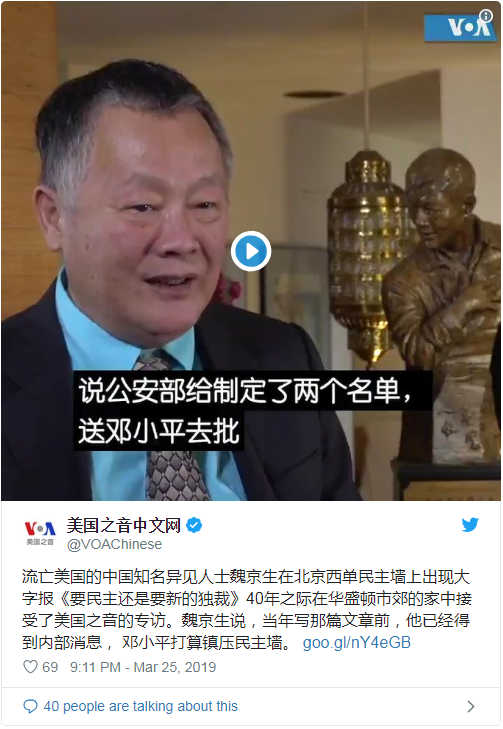 VOA
说公安部给制定了两个名单，
送邓小平去批
VOA
美国之音
美国之音中文网
@VOAChinese
流亡美国的中国知名异见人士魏京生在北京西单民主墙上出现大
字报《要民主还是要新的独裁》40年之际在华盛顿市郊的家中接
受了美国之音的专访。魏京生说，当年写那篇文章前，他已经得
到内部消息， 邓小平打算镇压民主墙。 goo.gl/nY4eGB
69 9:11 PM - Mar 25, 2019
40 people are talking about this